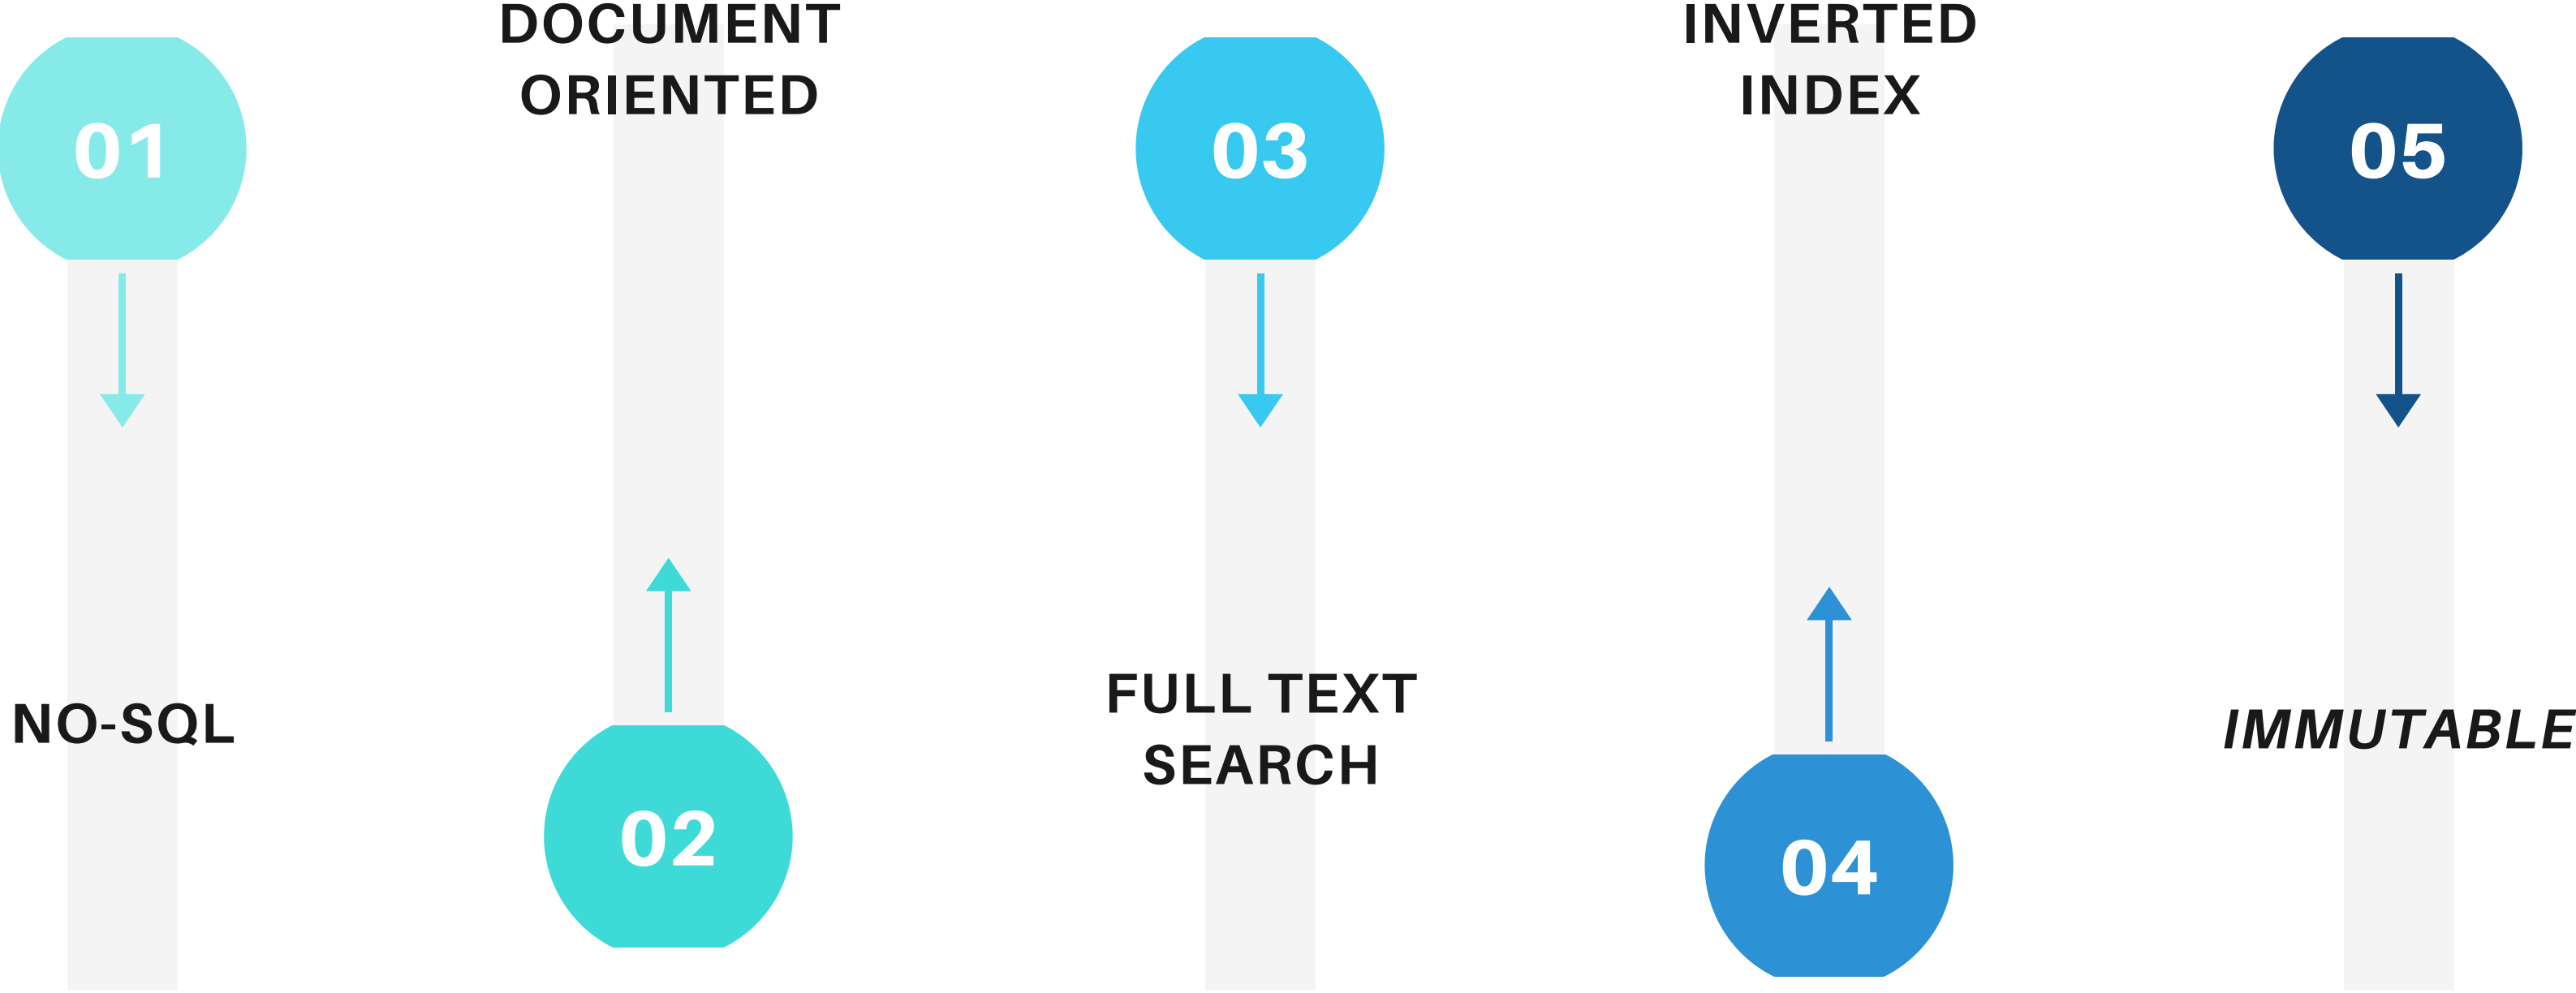 01
NO-SQL
DOCUMENT
ORIENTED
02
03
FULL TEXT
SEARCH
INVERTED
INDEX
04
05
IMMUTABLE